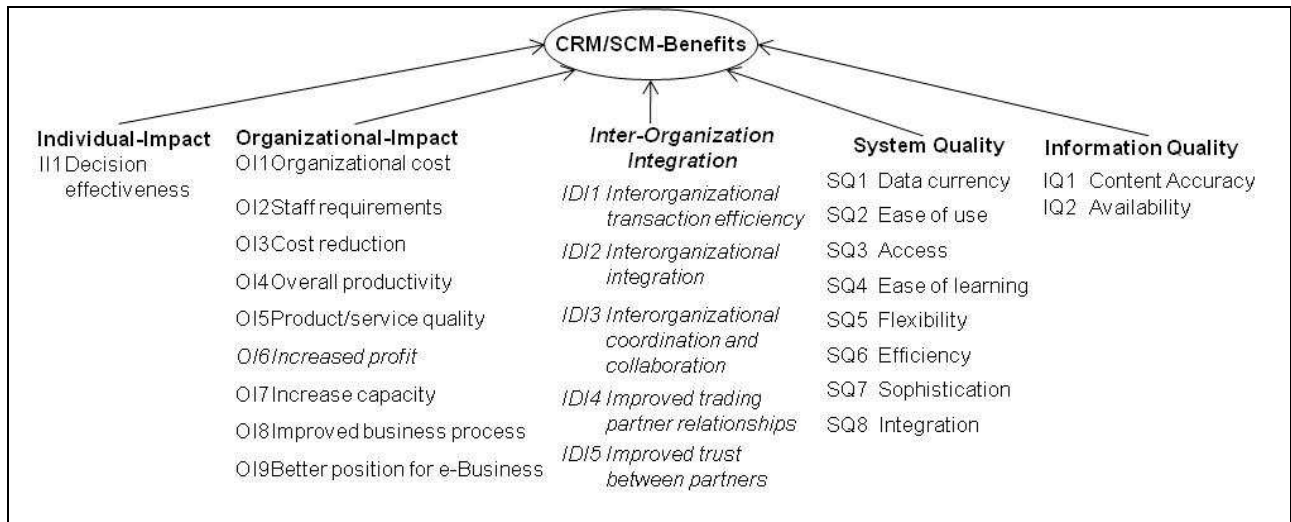 CRM/SCM-Benefits
Individual-Impact
II1 Decision
effectiveness
Organizational-Impact
OI1 Organizational cost
OI2 Staff requirements
OI3 Cost reduction
OI4 Overall productivity
OI5 Product/service quality
OI6 Increased profit
OI7 Increase capacity
OI8 Improved business process
OI9 Better position for e-Business
Inter-Organization
Integration
IDI1 Interorganizational
transaction efficiency
IDI2 Interorganizational
integration
IDI3 Interorganizational
coordination and
collaboration
IDI4 Improved trading
partner relationships
IDI5 Improved trust
between partners
System Quality
SQ1 Data currency
SQ2 Ease of use
SQ3 Access
SQ4 Ease of learning
SQ5 Flexibility
SQ6 Efficiency
SQ7 Sophistication
SQ8 Integration
Information Quality
IQ1 Content Accuracy
IQ2 Availability